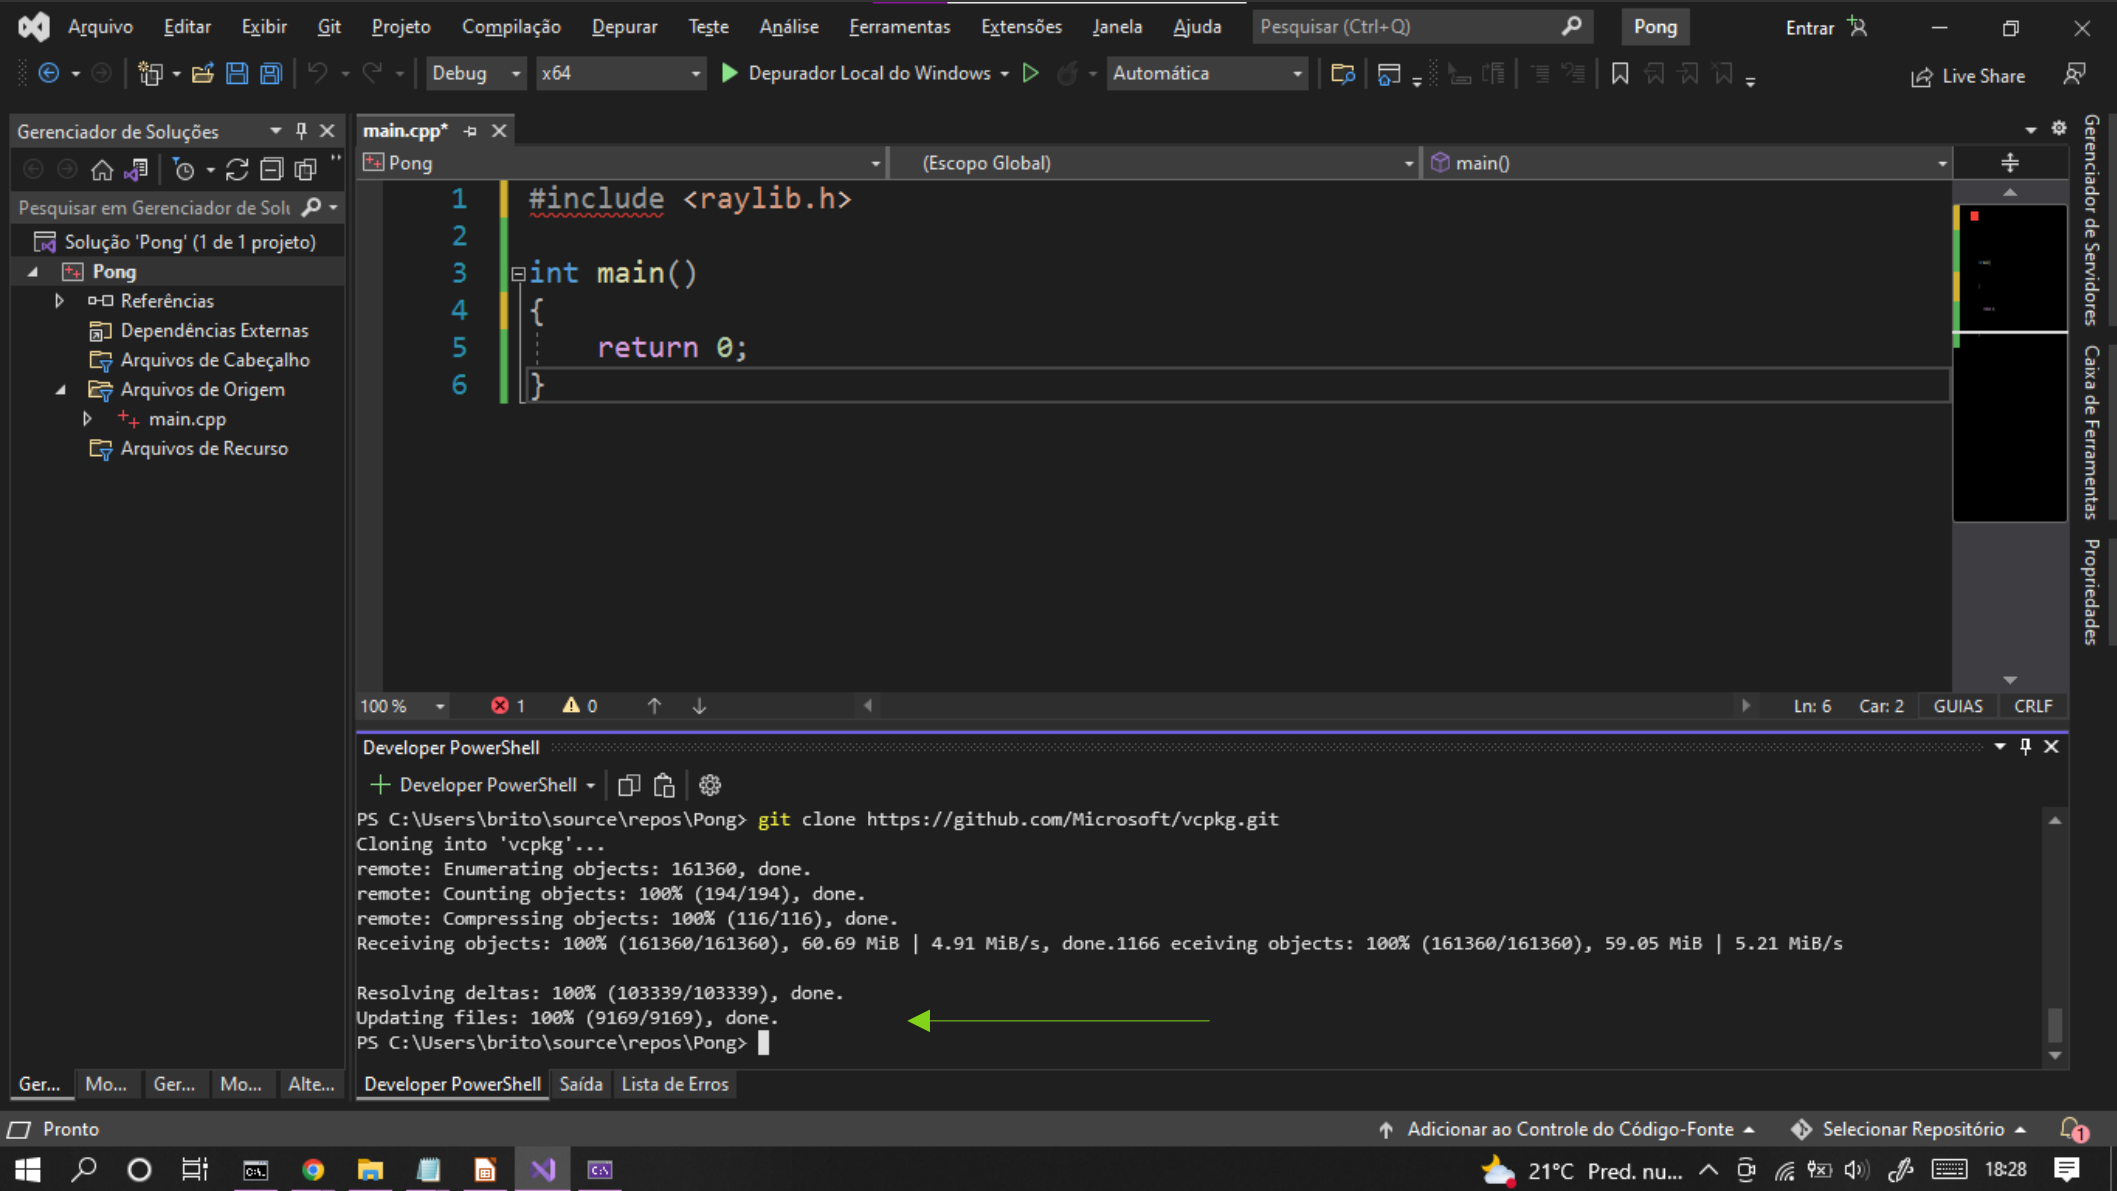 Arquivo Editar Exibir Git Projeto Compilação Depurar Teste Análise Ferramentas Extensões Janela Ajuda Pesquisar (Ctrl+Q) Pong Entrar
Debug x64 Depurador Local do Windows Automática Live Share
Gerenciador de Soluções
Pesquisar em Gerenciador de Solu
Solução 'Pong' (1 de 1 projeto)
Pong
Referências
Dependências Externas
Arquivos de Cabeçalho
Arquivos de Origem
main.cpp
Arquivos de Recurso
Ger... Mo... Ger... Mo... Alte...
main.cpp*
Pong (Escopo Global) main()
1 #include <raylib.h>
2
3 int main()
4 {
5 return 0;
6 }
100 % 1 0 Ln: 6 Car: 2 GUIAS CRLF
Developer PowerShell
Developer PowerShell
PS C:\Users\brito\source\repos\Pong> git clone https://github.com/Microsoft/vcpkg.git
Cloning into 'vcpkg'...
remote: Enumerating objects: 161360, done.
remote: Counting objects: 100% (194/194), done.
remote: Compressing objects: 100% (116/116), done.
Receiving objects: 100% (161360/161360), 60.69 MiB | 4.91 MiB/s, done.1166 eceiving objects: 100% (161360/161360), 59.05 MiB | 5.21 MiB/s
Resolving deltas: 100% (103339/103339), done.
Updating files: 100% (9169/9169), done.
PS C:\Users\brito\source\repos\Pong>
Developer PowerShell Saída Lista de Erros
Gerenciador de Servidores
Caixa de Ferramentas
Propriedades
Pronto Adicionar ao Controle do Código-Fonte Selecionar Repositório 1
21°C Pred. nu... 18:28